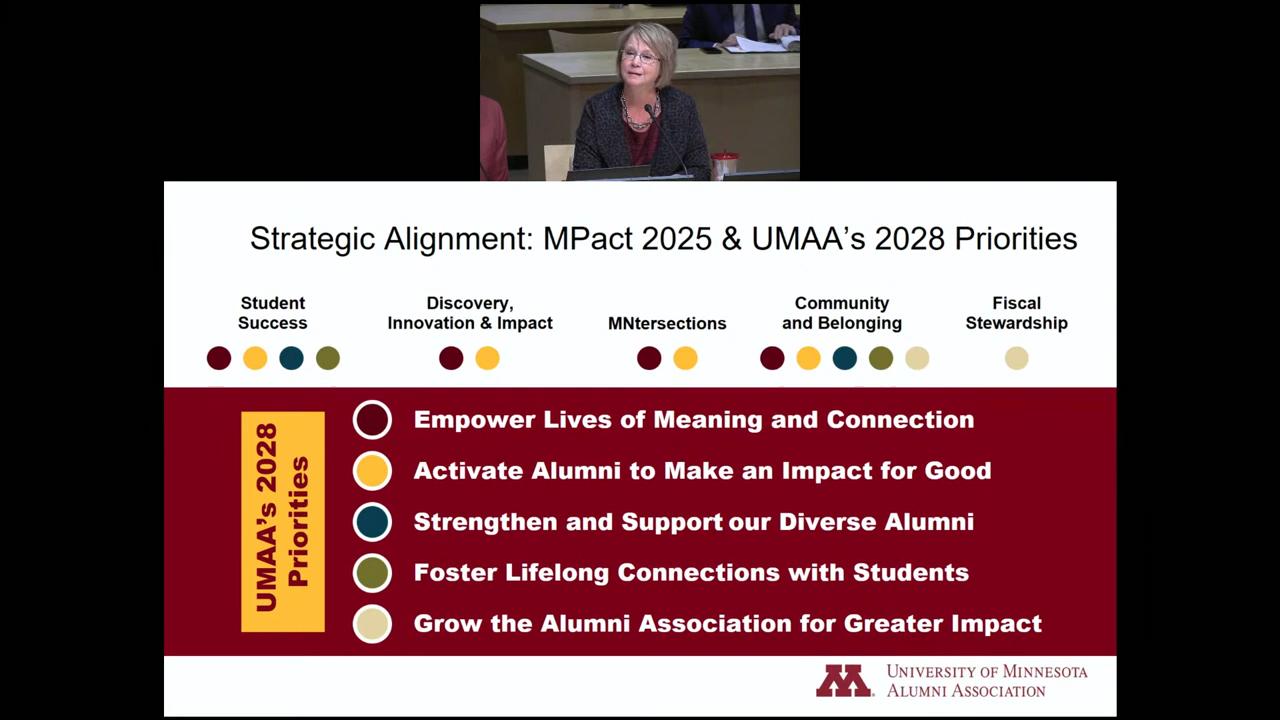 Strategic Alignment: MPact 2025 & UMAA's 2028 Priorities
Student
Success
Discovery,
Innovation & Impact
MNtersections
Community
and Belonging
Fiscal
Stewardship
UMAA's 2028
Priorities
Empower Lives of Meaning and Connection
Activate Alumni to Make an Impact for Good
Strengthen and Support our Diverse Alumni
Foster Lifelong Connections with Students
Grow the Alumni Association for Greater Impact
M
UNIVERSITY OF MINNESOTA
ALUMNI ASSOCIATION